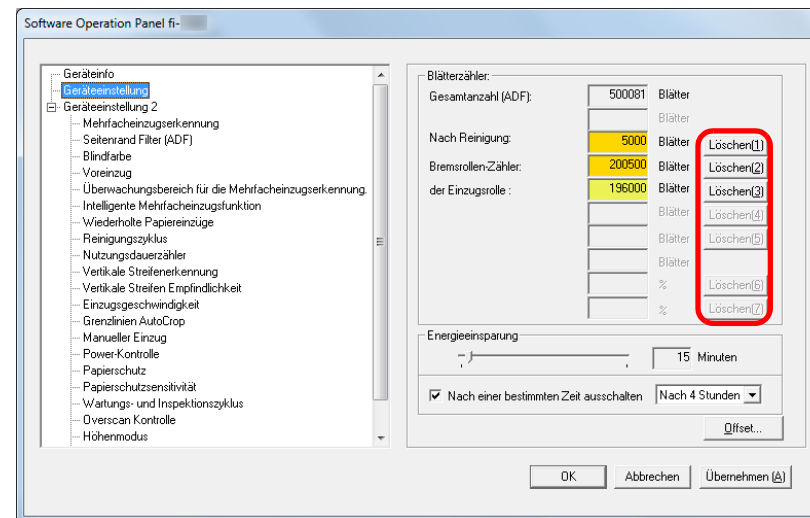 Software Operation Panel fi-
Geräteinfo
Geräteeinstellung
Geräteeinstellung 2
Mehrfacheinzugserkennung
Seitenrand Filter (ADF)
Blindfarbe
Voreinzug
Überwachungsbereich für die Mehrfacheinzugserkennung.
Intelligente Mehrfacheinzugsfunktion
Wiederholte Papiereinzüge
Reinigungszyklus
Nutzungsdauerzähler
Vertikale Streifenerkennung
Vertikale Streifen Empfindlichkeit
Einzugsgeschwindigkeit
Grenzlinien AutoCrop
Manueller Einzug
Power-Kontrolle
Papierschutz
Papierschutzsensitivität
Wartungs- und Inspektionszyklus
Overscan Kontrolle
Höhenmodus
Blätterzähler:
Gesamtanzahl (ADF): 500081 Blätter
Blätter
Nach Reinigung: 5000 Blätter Löschen(1)
Bremsrollen-Zähler: 200500 Blätter Löschen(2)
der Einzugsrolle : 196000 Blätter Löschen(3)
Blätter Löschen(4)
Blätter Löschen(5)
Blätter
% Löschen(6)
% Löschen(7)
Energieeinsparung
15 Minuten
Nach einer bestimmten Zeit ausschalten Nach 4 Stunden
Offset...
OK Abbrechen Übernehmen (A)